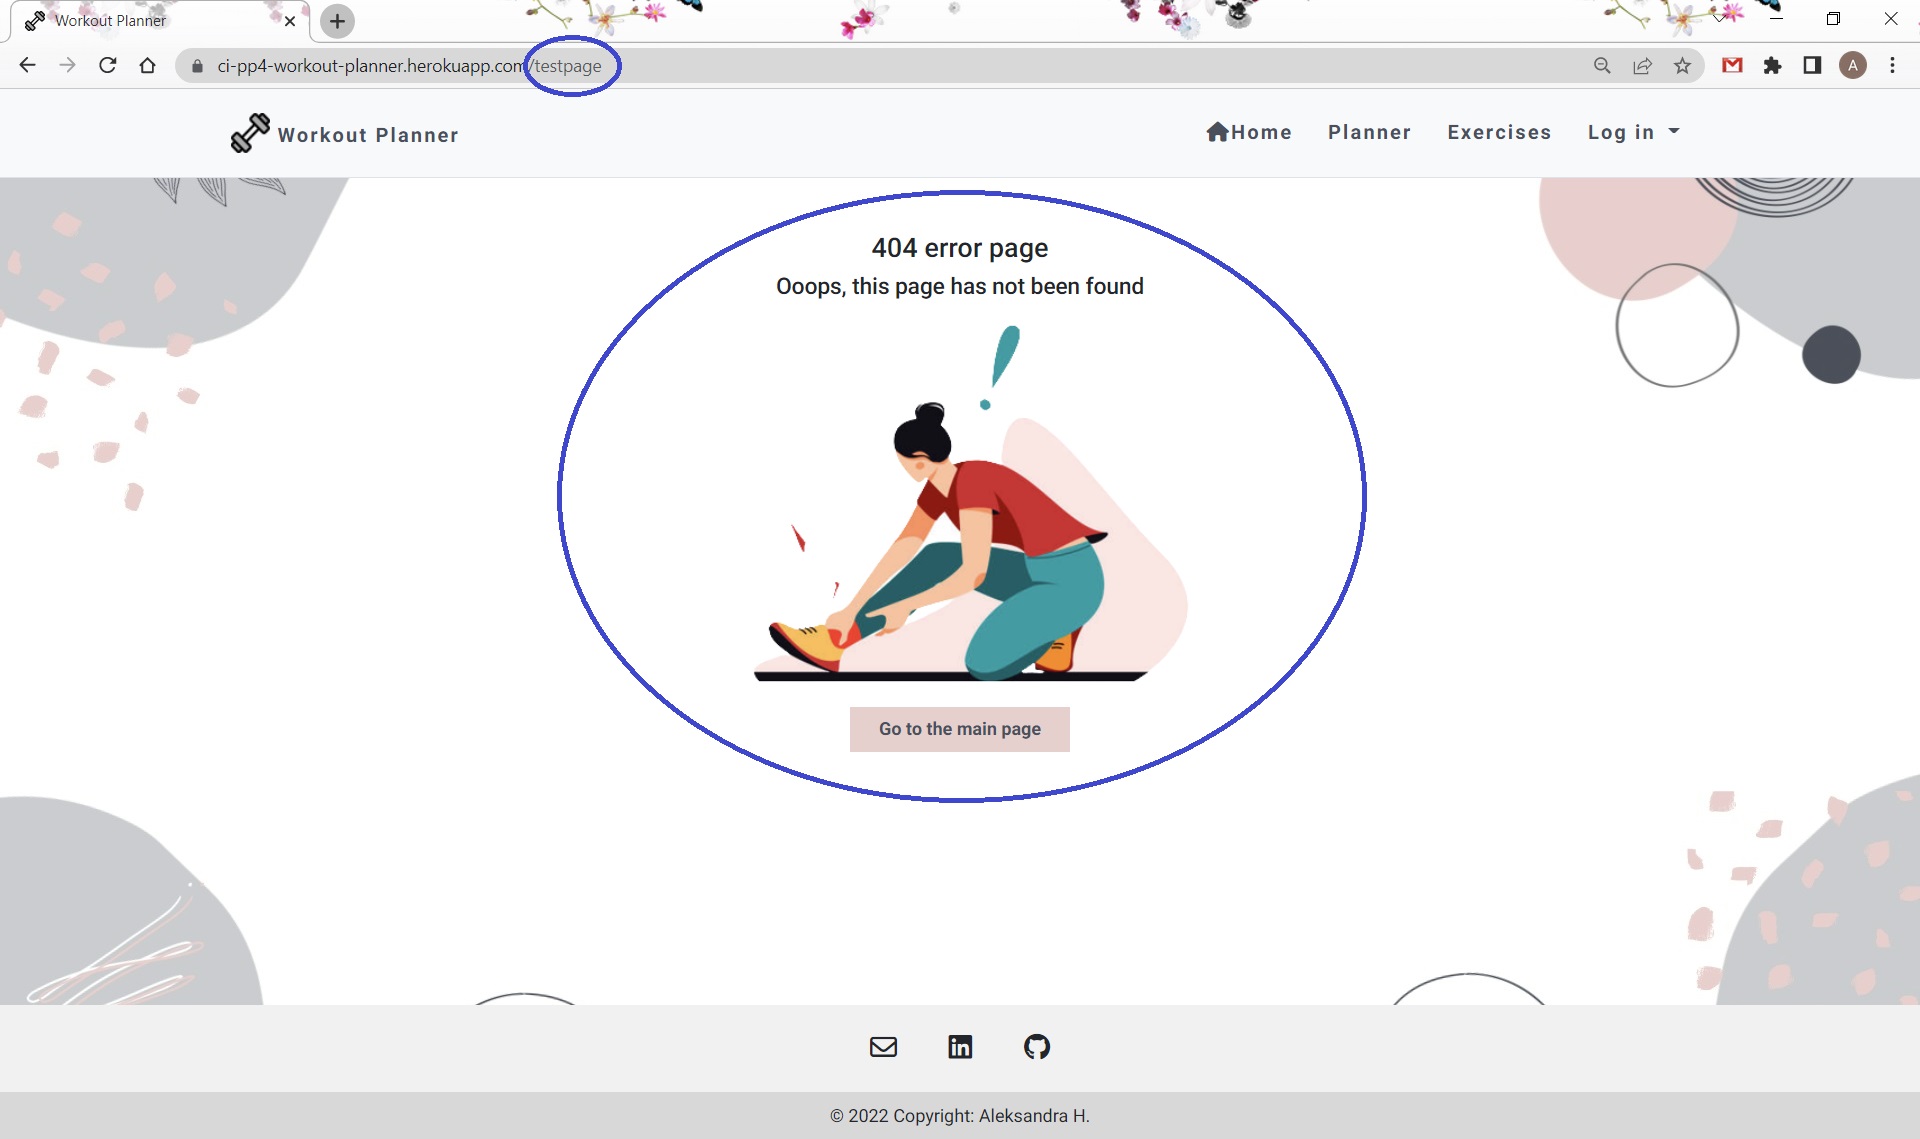 Workout Planner
ci-pp4-workout-planner.herokuapp.com/testpage
A
Workout Planner
Home Planner Exercises Log in
404 error page
Ooops, this page has not been found
!
Go to the main page
in
© 2022 Copyright: Aleksandra H.